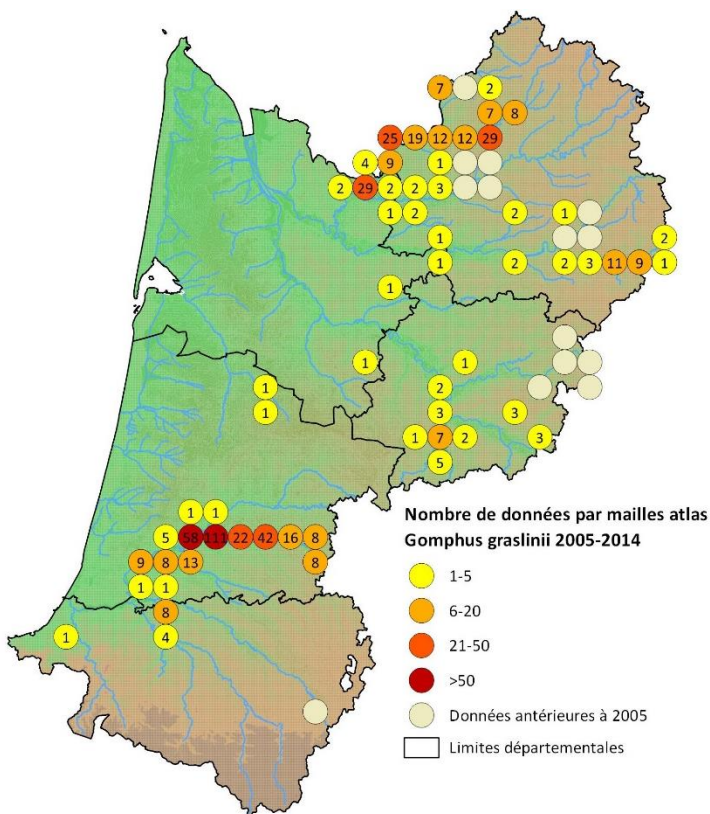 7 2
7 8
25 19 12 12 29
4 9 1
2 29 2 2 3
1 2 2 1
1 2
1 2 2 3 11 9 1
1
1 1
1 2
1 3 3
1 7 2 3
5
1 1
5 58 111 22 42 16 8
9 8 13 8
1 1
8
1 4
Nombre de données par mailles atlas
Gomphus graslinii 2005-2014
1-5
6-20
21-50
>50
Données antérieures à 2005
Limites départementales